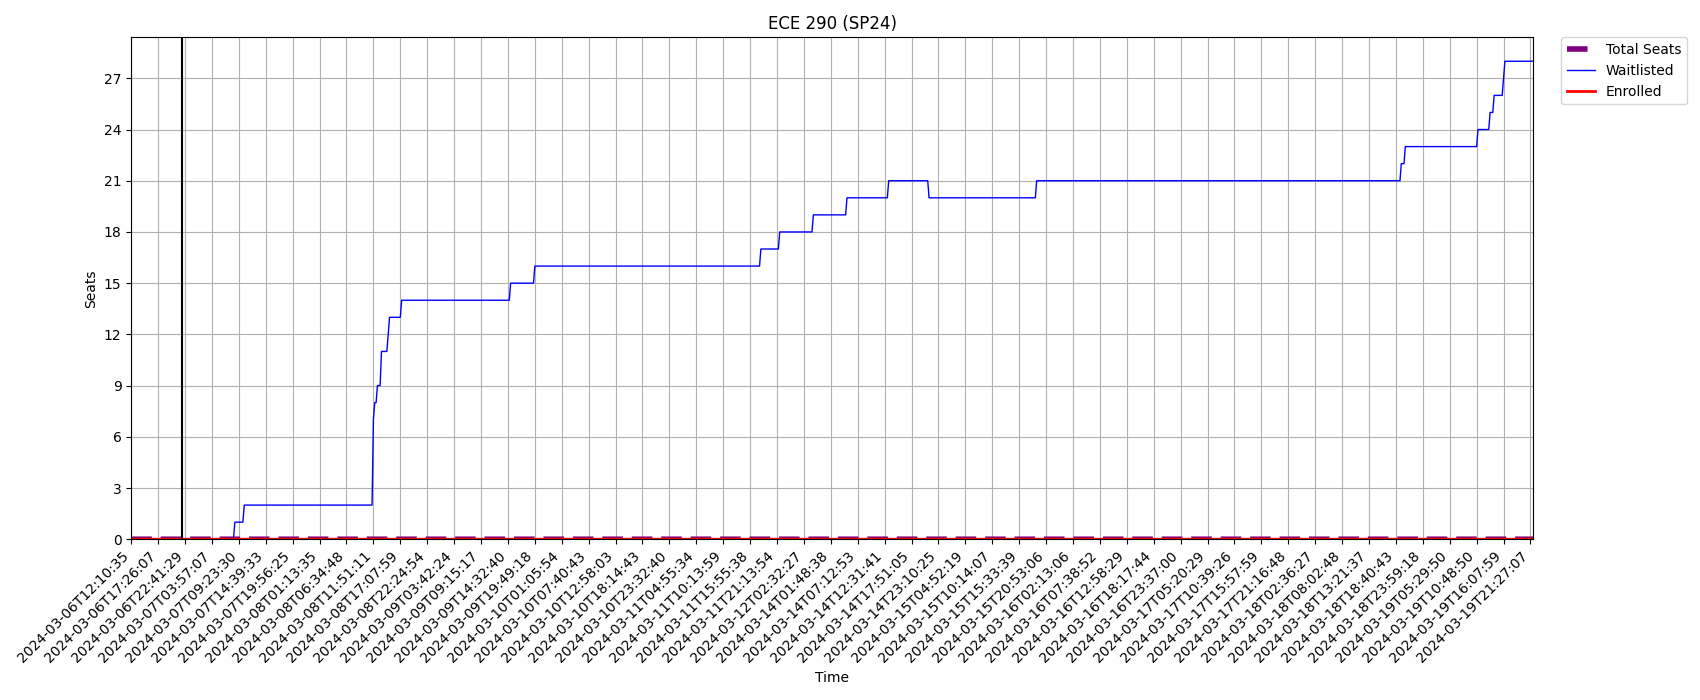 ECE 290 (SP24)
Total Seats
Waitlisted
Enrolled
27
24
21
18
15
12
9
6
3
0
Seats
2024-03-06T12:10:35
2024-03-06T17:26:07
2024-03-06T22:41:29
2024-03-07T03:57:07
2024-03-07T09:23:30
2024-03-07T14:39:33
2024-03-07T19:56:25
2024-03-08T01:13:35
2024-03-08T06:34:48
2024-03-08T11:51:11
2024-03-08T17:07:59
2024-03-08T22:24:54
2024-03-09T03:42:24
2024-03-09T09:15:17
2024-03-09T14:32:40
2024-03-09T19:49:18
2024-03-10T01:05:54
2024-03-10T07:40:43
2024-03-10T12:58:03
2024-03-10T18:14:43
2024-03-10T23:32:40
2024-03-11T04:55:34
2024-03-11T10:13:59
2024-03-11T15:55:38
2024-03-11T21:13:54
2024-03-12T02:32:27
2024-03-14T01:48:38
2024-03-14T07:12:53
2024-03-14T12:31:41
2024-03-14T17:51:05
2024-03-14T23:10:25
2024-03-15T04:52:19
2024-03-15T10:14:07
2024-03-15T15:33:39
2024-03-15T20:53:06
2024-03-16T02:13:06
2024-03-16T07:38:52
2024-03-16T12:58:29
2024-03-16T18:17:44
2024-03-16T23:37:00
2024-03-17T05:20:29
2024-03-17T10:39:26
2024-03-17T15:57:59
2024-03-17T21:16:48
2024-03-18T02:36:27
2024-03-18T08:02:48
2024-03-18T13:21:37
2024-03-18T18:40:43
2024-03-18T23:59:18
2024-03-19T05:29:50
2024-03-19T10:48:50
2024-03-19T16:07:59
2024-03-19T21:27:07
Time